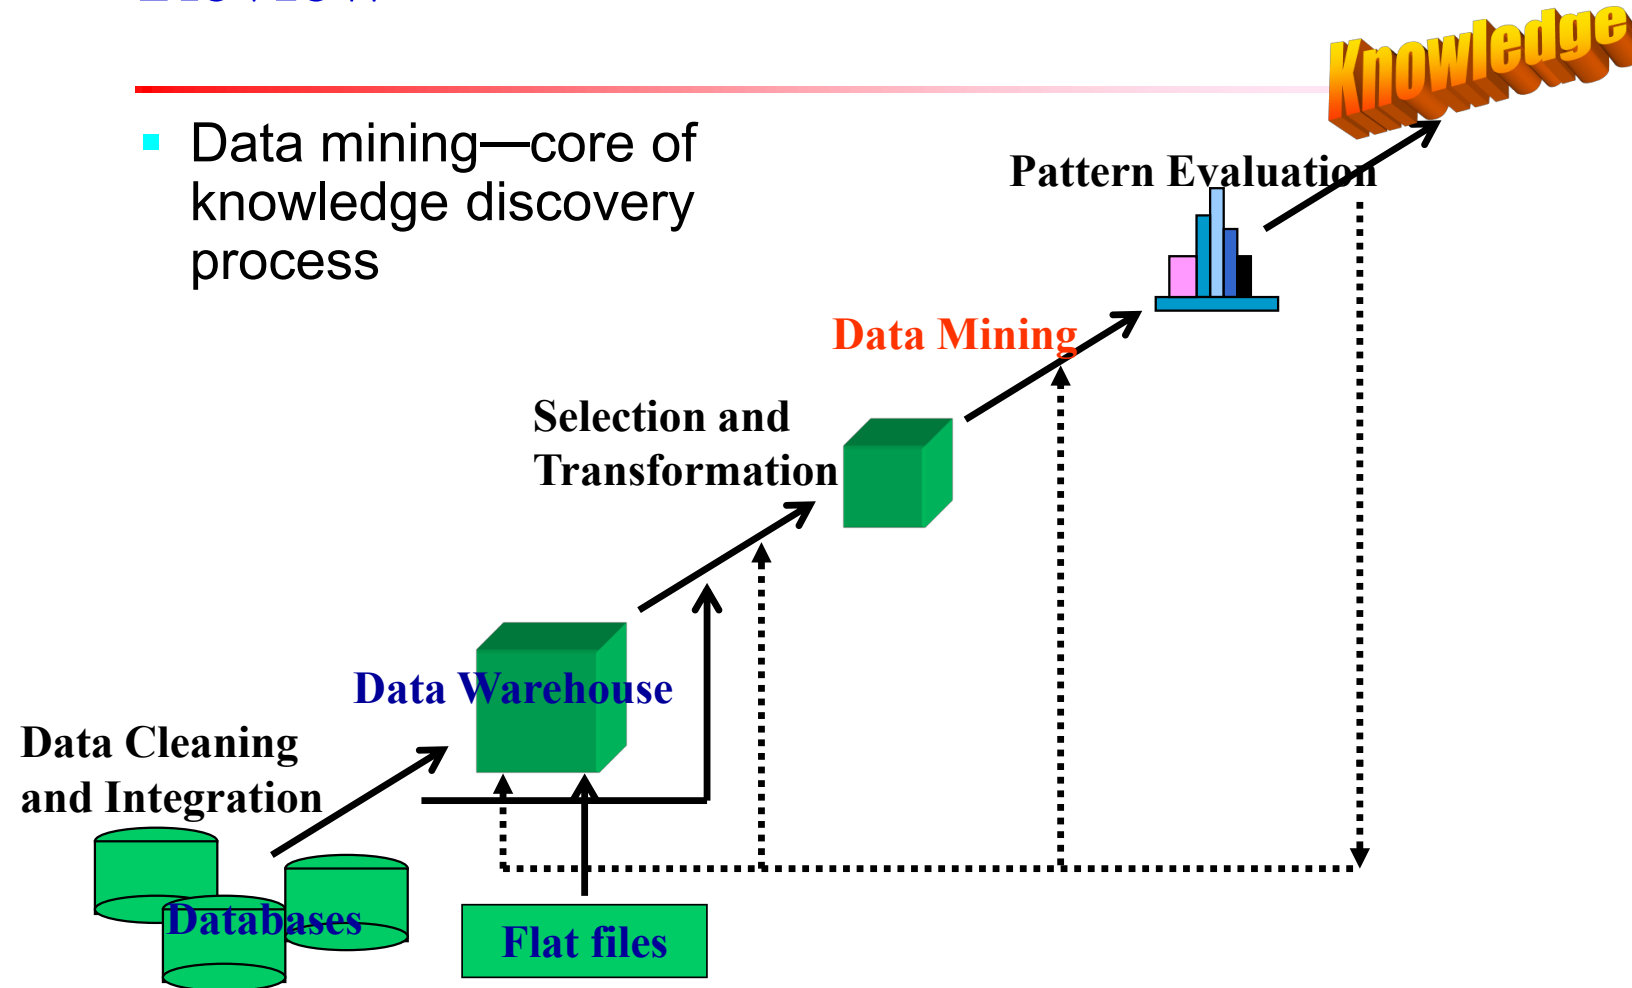 Knowledge
Data mining—core of
knowledge discovery
process
Pattern Evaluation
Data Mining
Selection and
Transformation
Data Warehouse
Data Cleaning
and Integration
Databases
Flat files